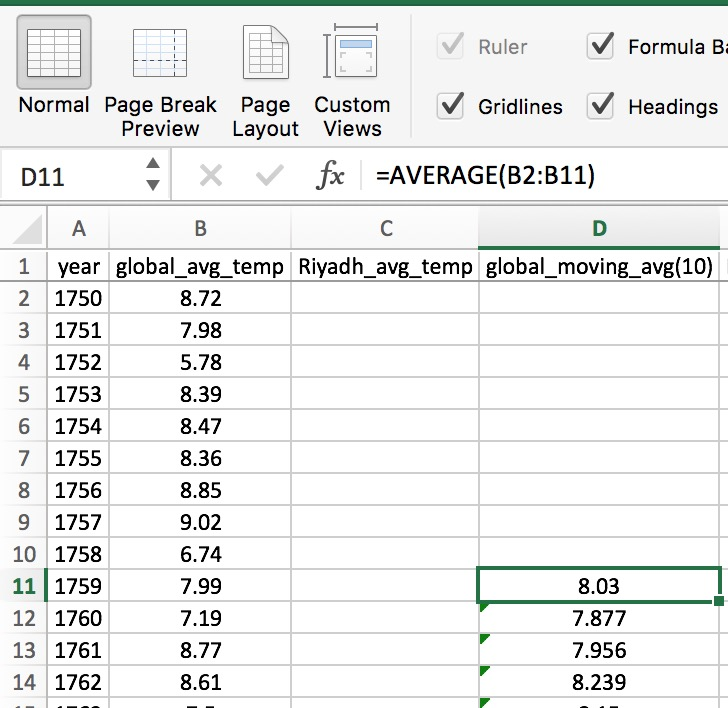 Normal Page Break Preview Page Layout Custom Views
Ruler Formula
Gridlines Headings
D11 fx =AVERAGE(B2:B11)
A B C D
1 year global_avg_temp Riyadh_avg_temp global_moving_avg(10)
2 1750 8.72
3 1751 7.98
4 1752 5.78
5 1753 8.39
6 1754 8.47
7 1755 8.36
8 1756 8.85
9 1757 9.02
10 1758 6.74
11 1759 7.99 8.03
12 1760 7.19 7.877
13 1761 8.77 7.956
14 1762 8.61 8.239